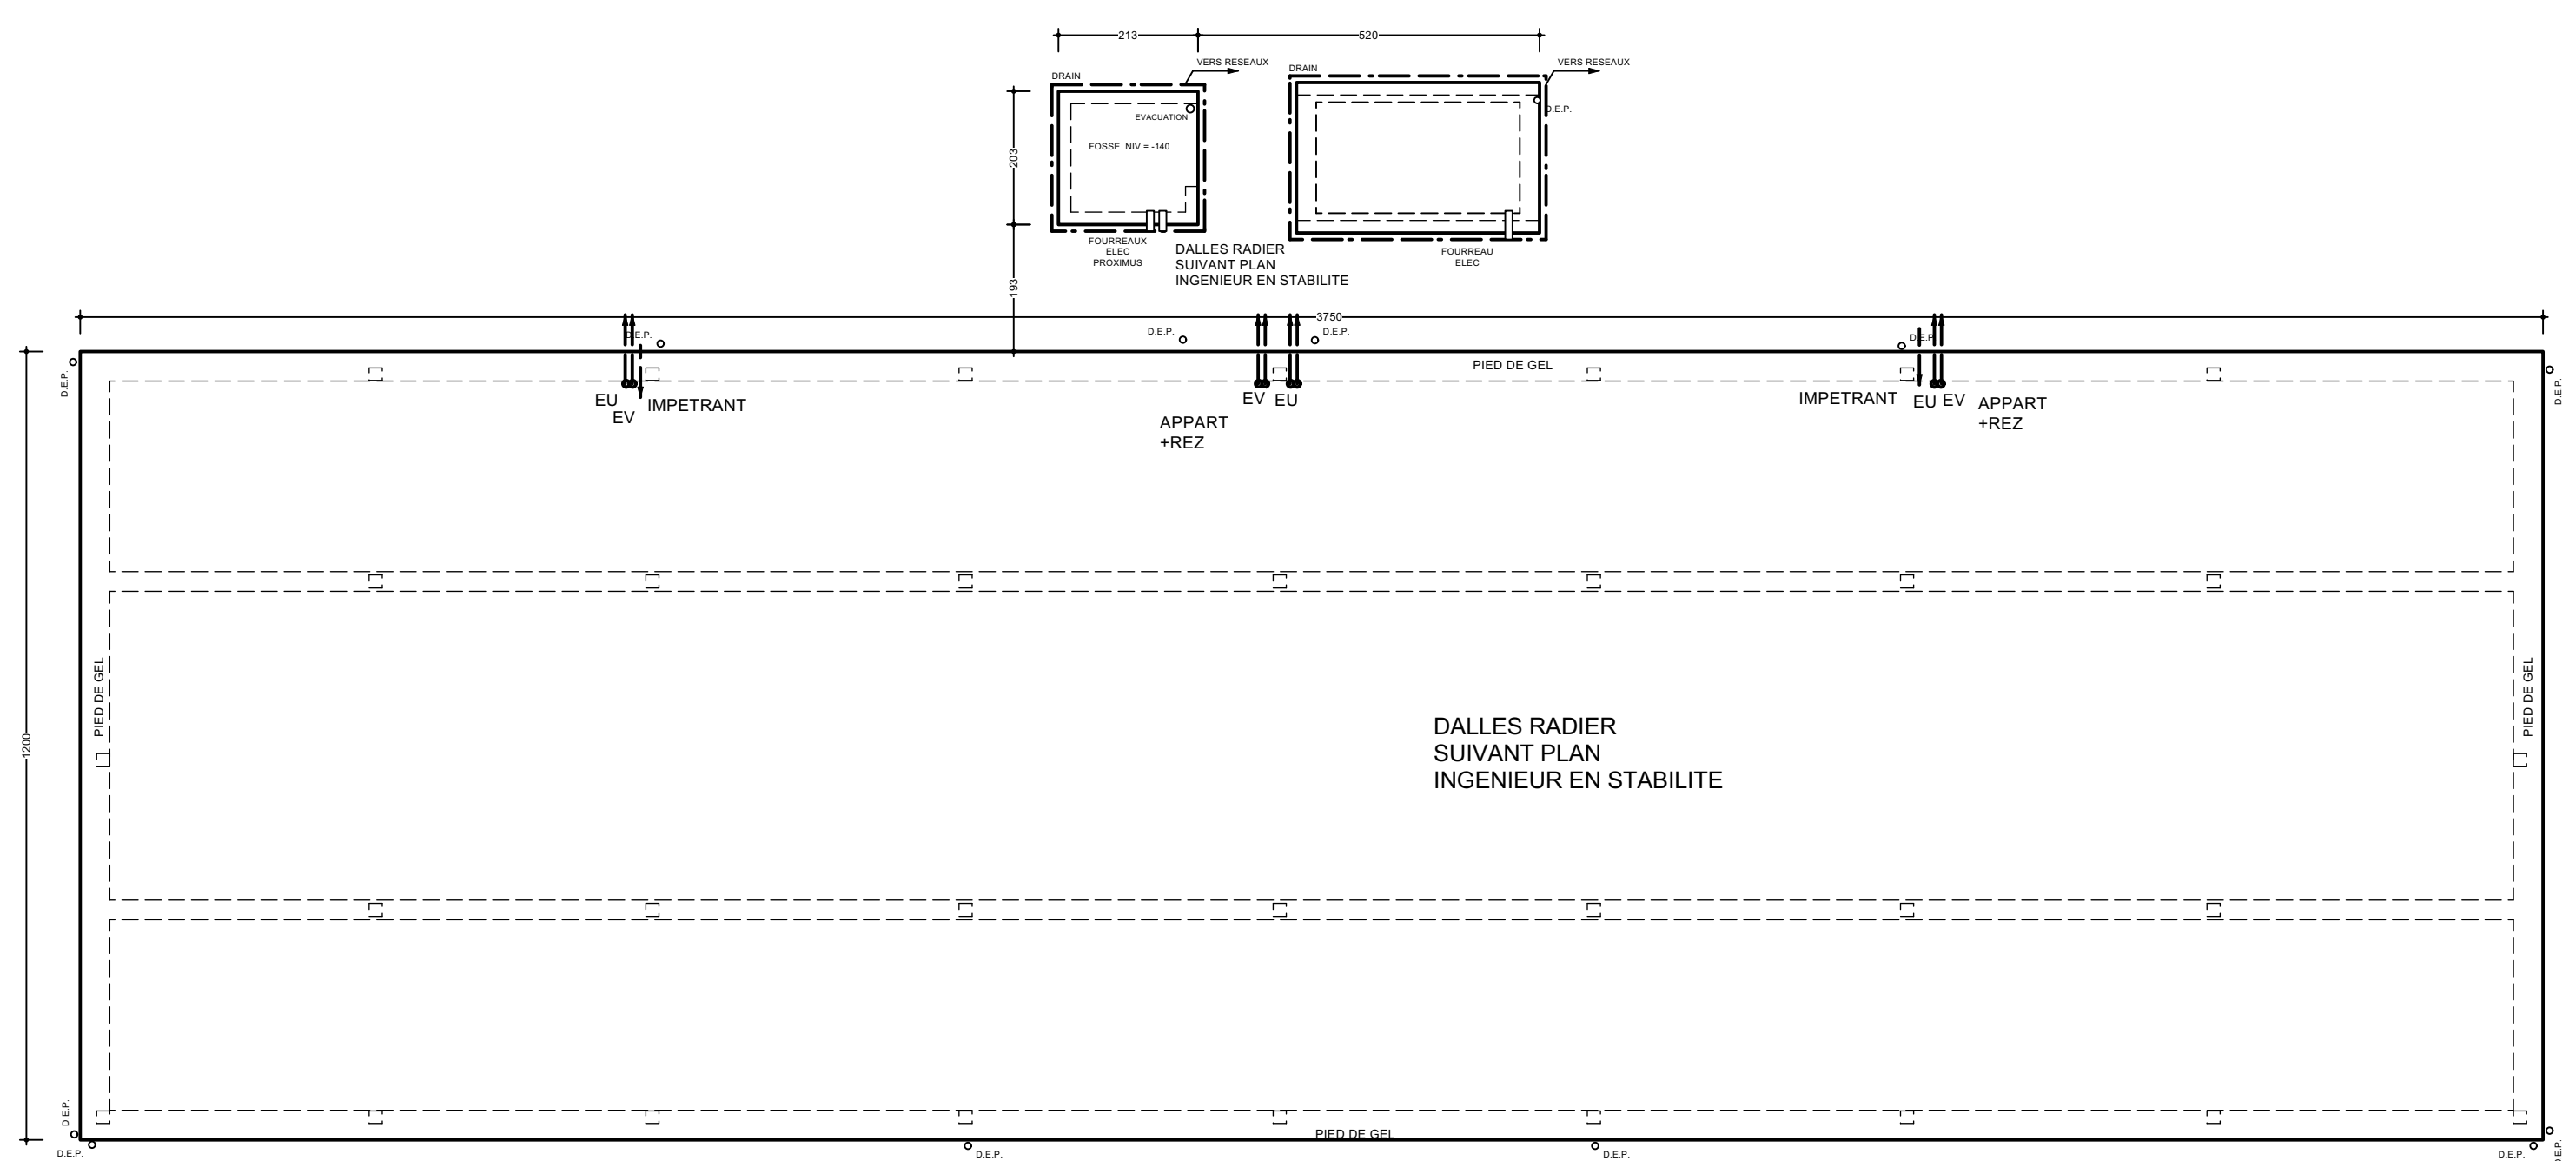 213
520
VERS RESEAUX
VERS RESEAUX
DRAIN
DRAIN
D.E.P.
EVACUATION
FOSSE NIV = -140
203
FOURREAUX
ELEC
PROXIMUS
DALLES RADIER
SUIVANT PLAN
INGENIEUR EN STABILITE
FOURREAU
ELEC
193
3750
D.E.P.
D.E.P.
D.E.P.
D.E.P.
PIED DE GEL
D.E.P.
D.E.P.
EU
EV
IMPETRANT
EV EU
APPART
+REZ
IMPETRANT
EU EV
APPART
+REZ
PIED DE GEL
PIED DE GEL
1200
DALLES RADIER
SUIVANT PLAN
INGENIEUR EN STABILITE
D.E.P.
PIED DE GEL
D.E.P.
D.E.P.
D.E.P.
D.E.P.
D.E.P.